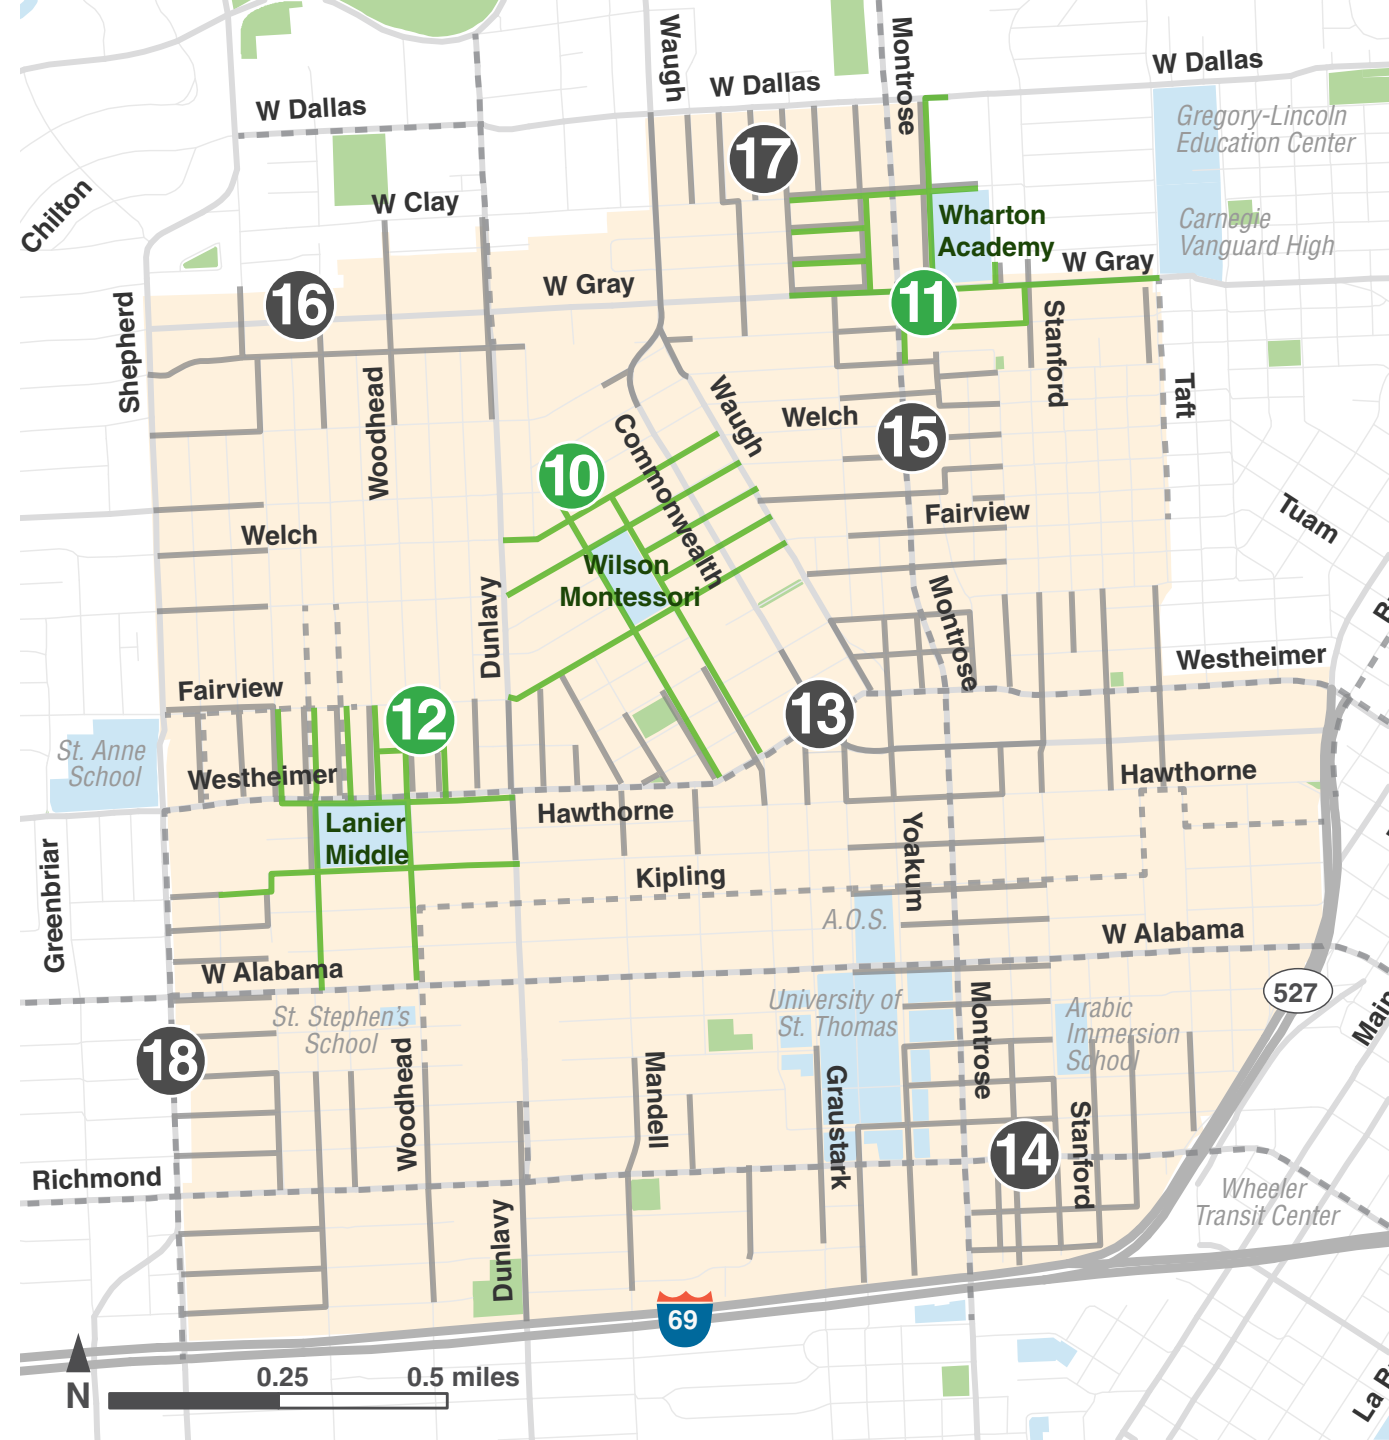 Waugh
Montrose
W Dallas
W Dallas
W Dallas
Gregory-Lincoln
Education Center
17
Chilton
W Clay
Wharton
Academy
Carnegie
Vanguard High
W Gray
W Gray
16
11
Shepherd
Stanford
Woodhead
Waugh
Taft
Welch
15
Commonwealth
10
Fairview
Tuam
Welch
Wilson
Montessori
Dunlavy
Montrose
Westheimer
Fairview
12
13
St. Anne
School
Westheimer
Hawthorne
Hawthorne
Lanier
Middle
Yoakum
Greenbriar
Kipling
A.O.S.
W Alabama
W Alabama
527
University of
St. Thomas
Montrose
Arabic
Immersion
School
St. Stephen's
School
Main
18
Woodhead
Mandell
Graustark
Stanford
14
Richmond
Wheeler
Transit Center
Dunlavy
69
N
0.25
0.5 miles